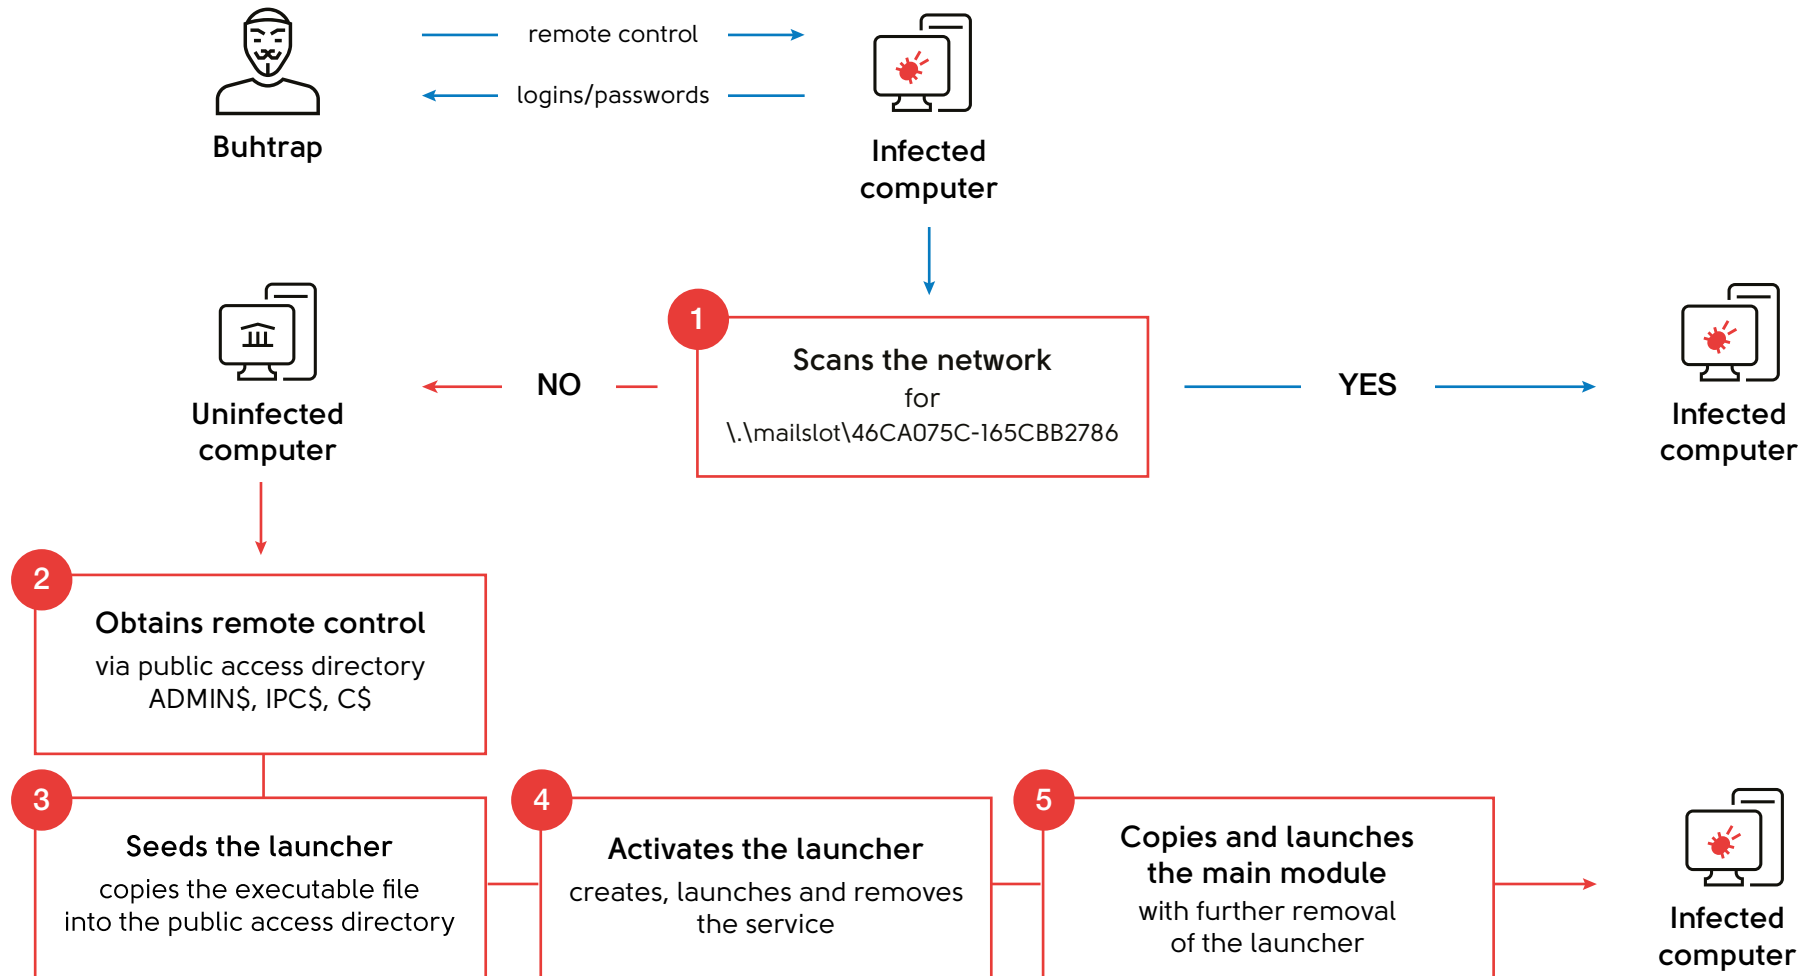 remote control
logins/passwords
Buhtrap
Infected
computer
1
Scans the network
for
\.\mailslot\46CA075C-165CBB2786
NO
YES
Uninfected
computer
Infected
computer
2
Obtains remote control
via public access directory
ADMIN$, IPC$, C$
3
Seeds the launcher
copies the executable file
into the public access directory
4
Activates the launcher
creates, launches and removes
the service
5
Copies and launches
the main module
with further removal
of the launcher
Infected
computer